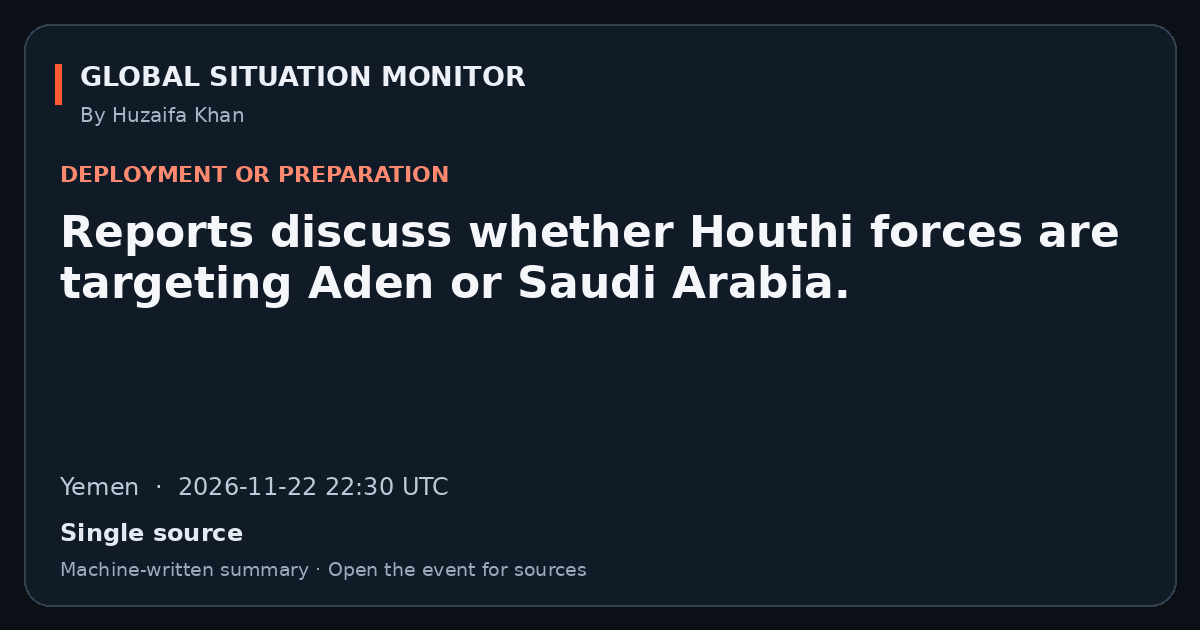 GLOBAL SITUATION MONITOR
By Huzaifa Khan
DEPLOYMENT OR PREPARATION
Reports discuss whether Houthi forces are
targeting Aden or Saudi Arabia.
Yemen · 2026-11-22 22:30 UTC
Single source
Machine-written summary · Open the event for sources